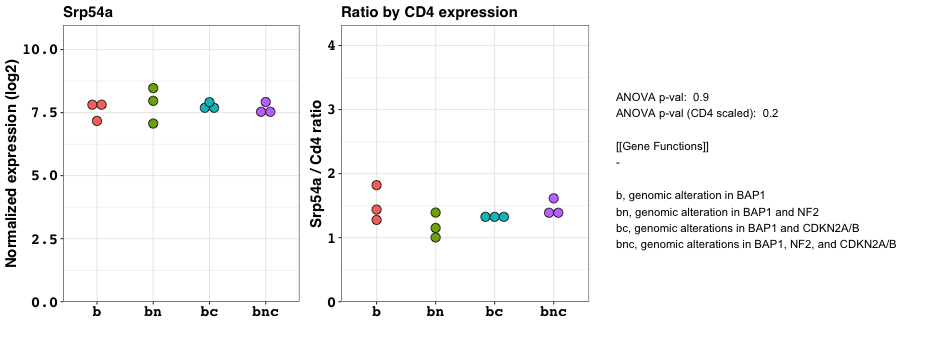 Srp54a
Normalized expression (log2)
10.0
7.5
5.0
2.5
0.0
b
bn
bc
bnc
Ratio by CD4 expression
Srp54a / Cd4 ratio
4
3
2
1
0
b
bn
bc
bnc
ANOVA p-val: 0.9
ANOVA p-val (CD4 scaled): 0.2
[[Gene Functions]]
-
b, genomic alteration in BAP1
bn, genomic alteration in BAP1 and NF2
bc, genomic alterations in BAP1 and CDKN2A/B
bnc, genomic alterations in BAP1, NF2, and CDKN2A/B